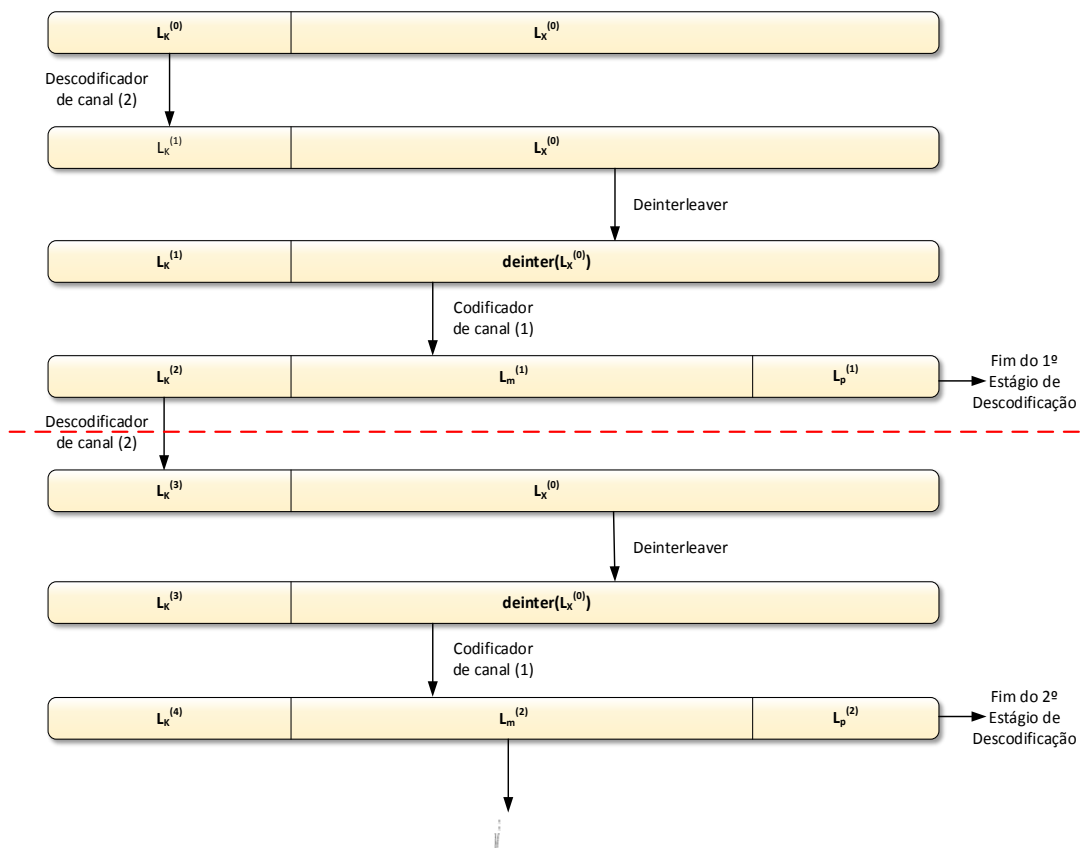 L_K^(0) L_X^(0)
Descodificador
de canal (2)
L_K^(1) L_X^(0)
Deinterleaver
L_K^(1) deinter(L_X^(0))
Codificador
de canal (1)
L_K^(2) L_m^(1) L_p^(1)
Fim do 1º
Estágio de
Descodificação
Descodificador
de canal (2)
L_K^(3) L_X^(0)
Deinterleaver
L_K^(3) deinter(L_X^(0))
Codificador
de canal (1)
L_K^(4) L_m^(2) L_p^(2)
Fim do 2º
Estágio de
Descodificação